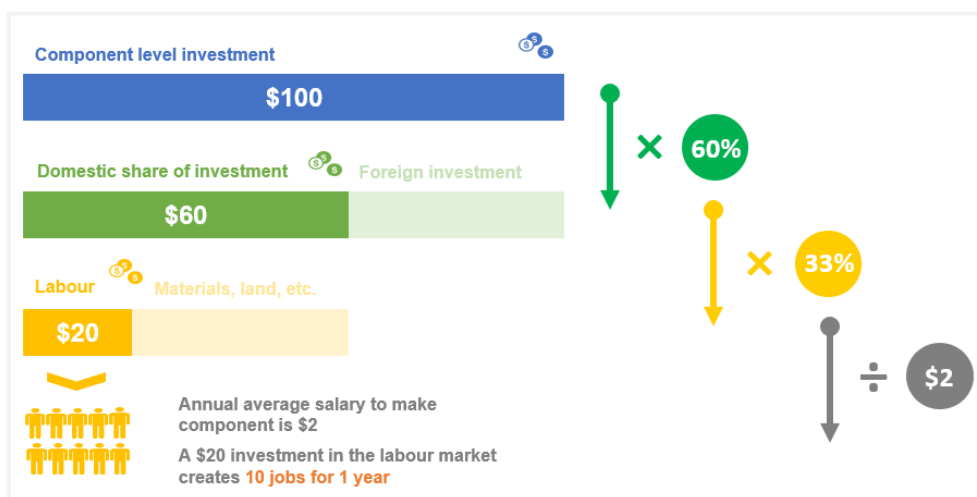 Component level investment
$100
× 60%
Domestic share of investment
Foreign investment
$60
× 33%
Labour
Materials, land, etc.
$20
÷ $2
Annual average salary to make
component is $2
A $20 investment in the labour market
creates 10 jobs for 1 year